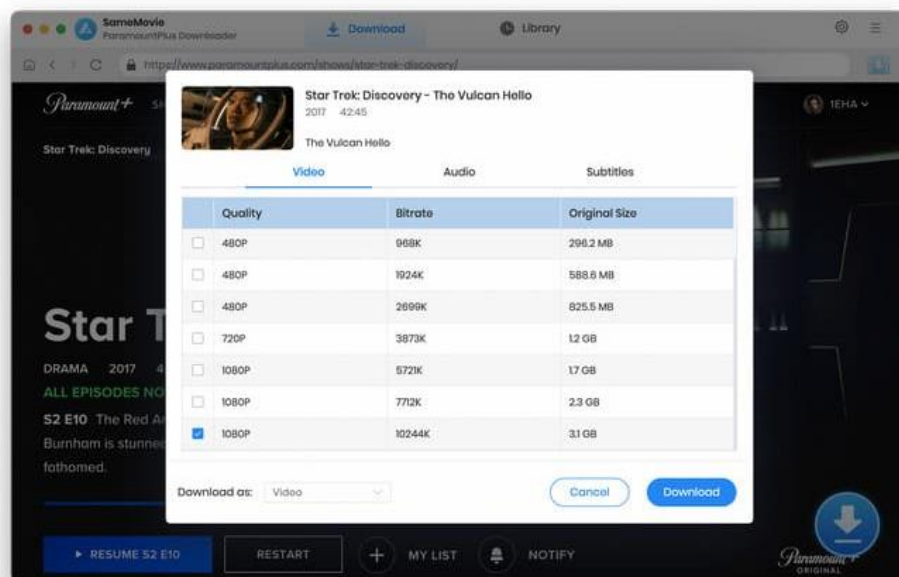 SameMovie
ParamountPlus Downloader
Download
Library
https://www.paramountplus.com/shows/star-trek-discovery/
Paramount+
1EHA
Star Trek: Discovery
Star Trek: Discovery - The Vulcan Hello
2017 42:45
The Vulcan Hello
Video Audio Subtitles
Quality Bitrate Original Size
480P 968K 296.2 MB
480P 1924K 588.6 MB
480P 2699K 825.5 MB
720P 3873K 1.2 GB
1080P 5721K 1.7 GB
1080P 7712K 2.3 GB
1080P 10244K 3.1 GB
Download as: Video
Cancel Download
Star T
DRAMA 2017 4
ALL EPISODES NO
S2 E10 The Red A
Burnham is stunne
fathomed.
RESUME S2 E10 RESTART MY LIST NOTIFY
Paramount+
ORIGINAL